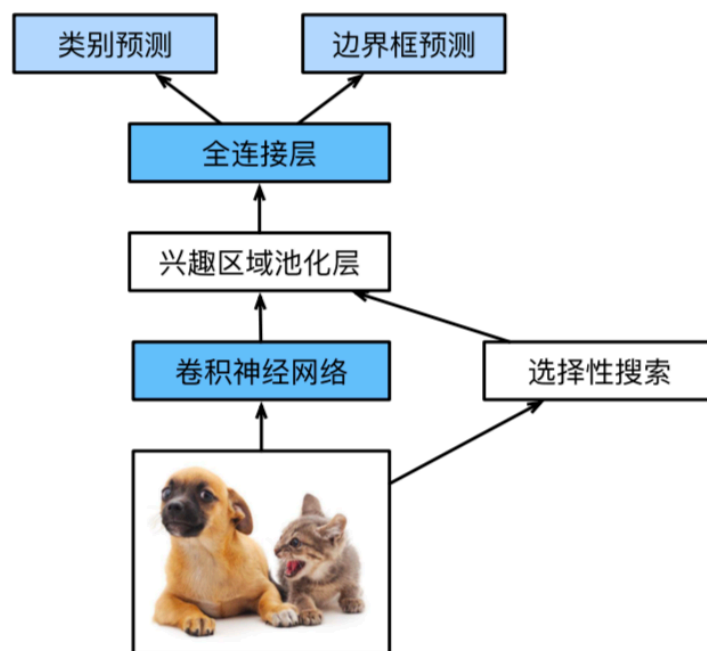 类别预测
边界框预测
全连接层
兴趣区域池化层
卷积神经网络
选择性搜索